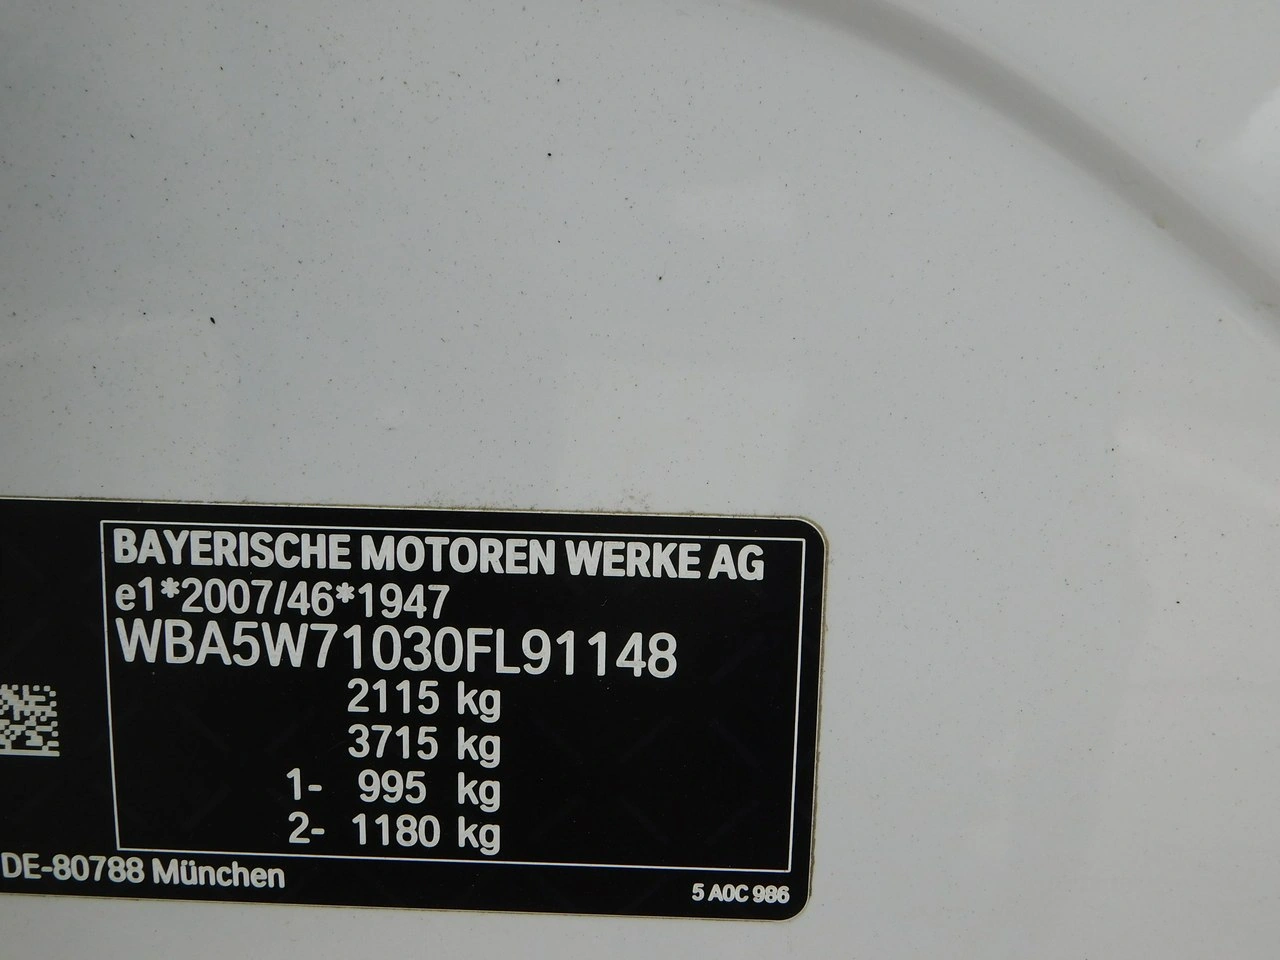 BAYERISCHE MOTOREN WERKE AG
e1*2007/46*1947
WBA5W71030FL91148
2115 kg
3715 kg
1- 995 kg
2- 1180 kg
DE-80788 München
5 A0C 986